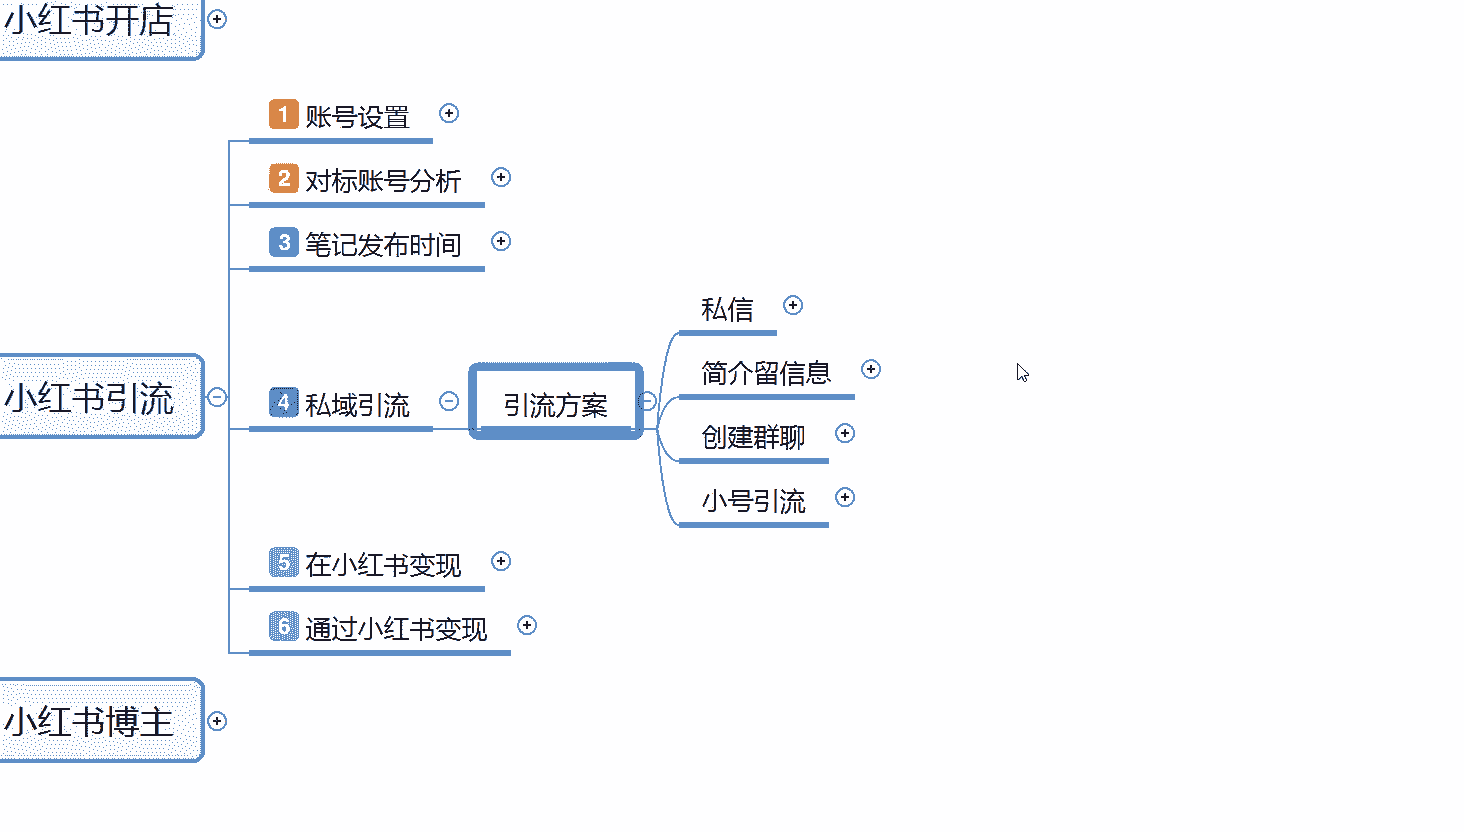 小红书开店
1 账号设置
2 对标账号分析
3 笔记发布时间
私信
简介留信息
小红书引流
4 私域引流
引流方案
创建群聊
小号引流
5 在小红书变现
6 通过小红书变现
小红书博主